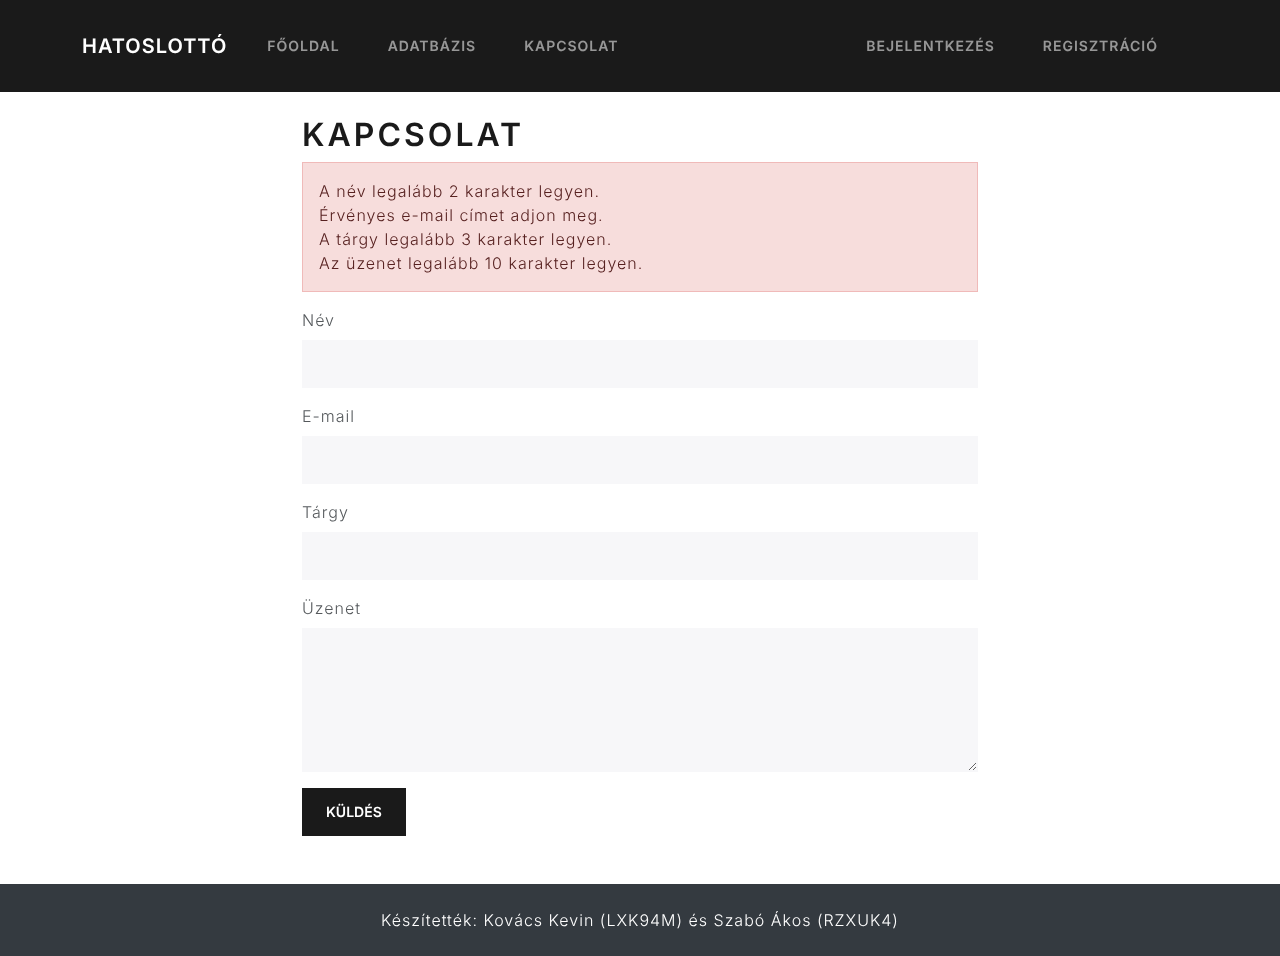 HATOSLOTTÓ FŐOLDAL ADATBÁZIS KAPCSOLAT BEJELENTKEZÉS REGISZTRÁCIÓ
KAPCSOLAT
A név legalább 2 karakter legyen.
Érvényes e-mail címet adjon meg.
A tárgy legalább 3 karakter legyen.
Az üzenet legalább 10 karakter legyen.
Név
E-mail
Tárgy
Üzenet
KÜLDÉS
Készítették: Kovács Kevin (LXK94M) és Szabó Ákos (RZXUK4)